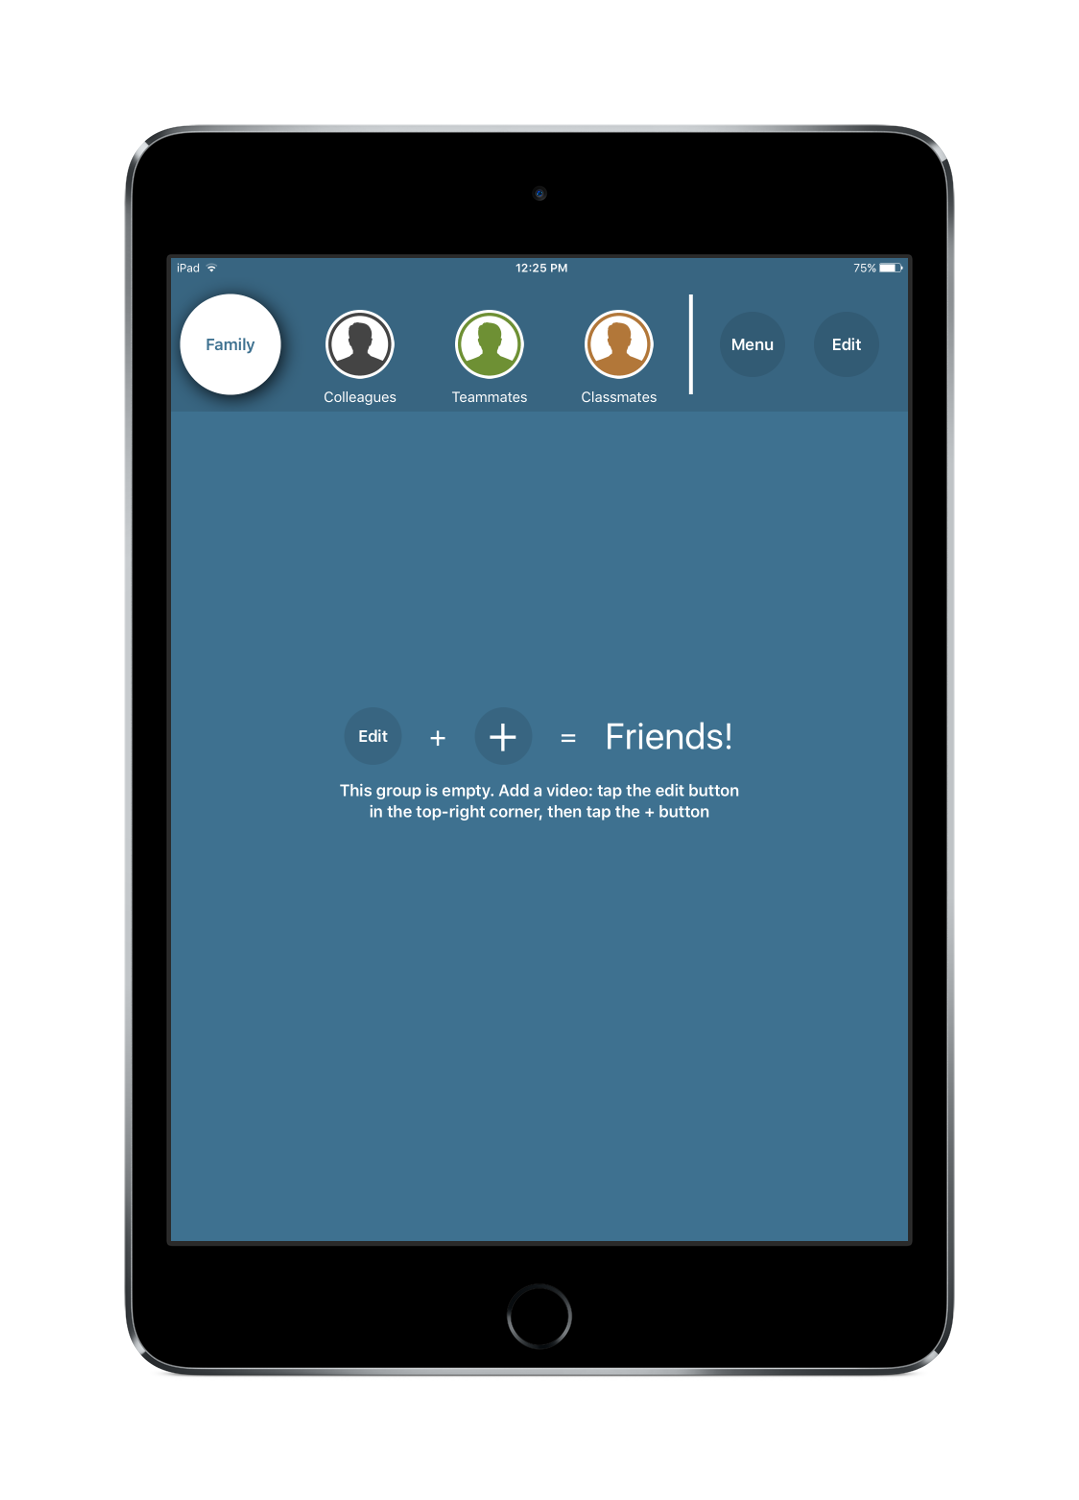 iPad 12:25 PM 75%
Family
Colleagues
Teammates
Classmates
Menu
Edit
Edit + + = Friends!
This group is empty. Add a video: tap the edit button
in the top-right corner, then tap the + button